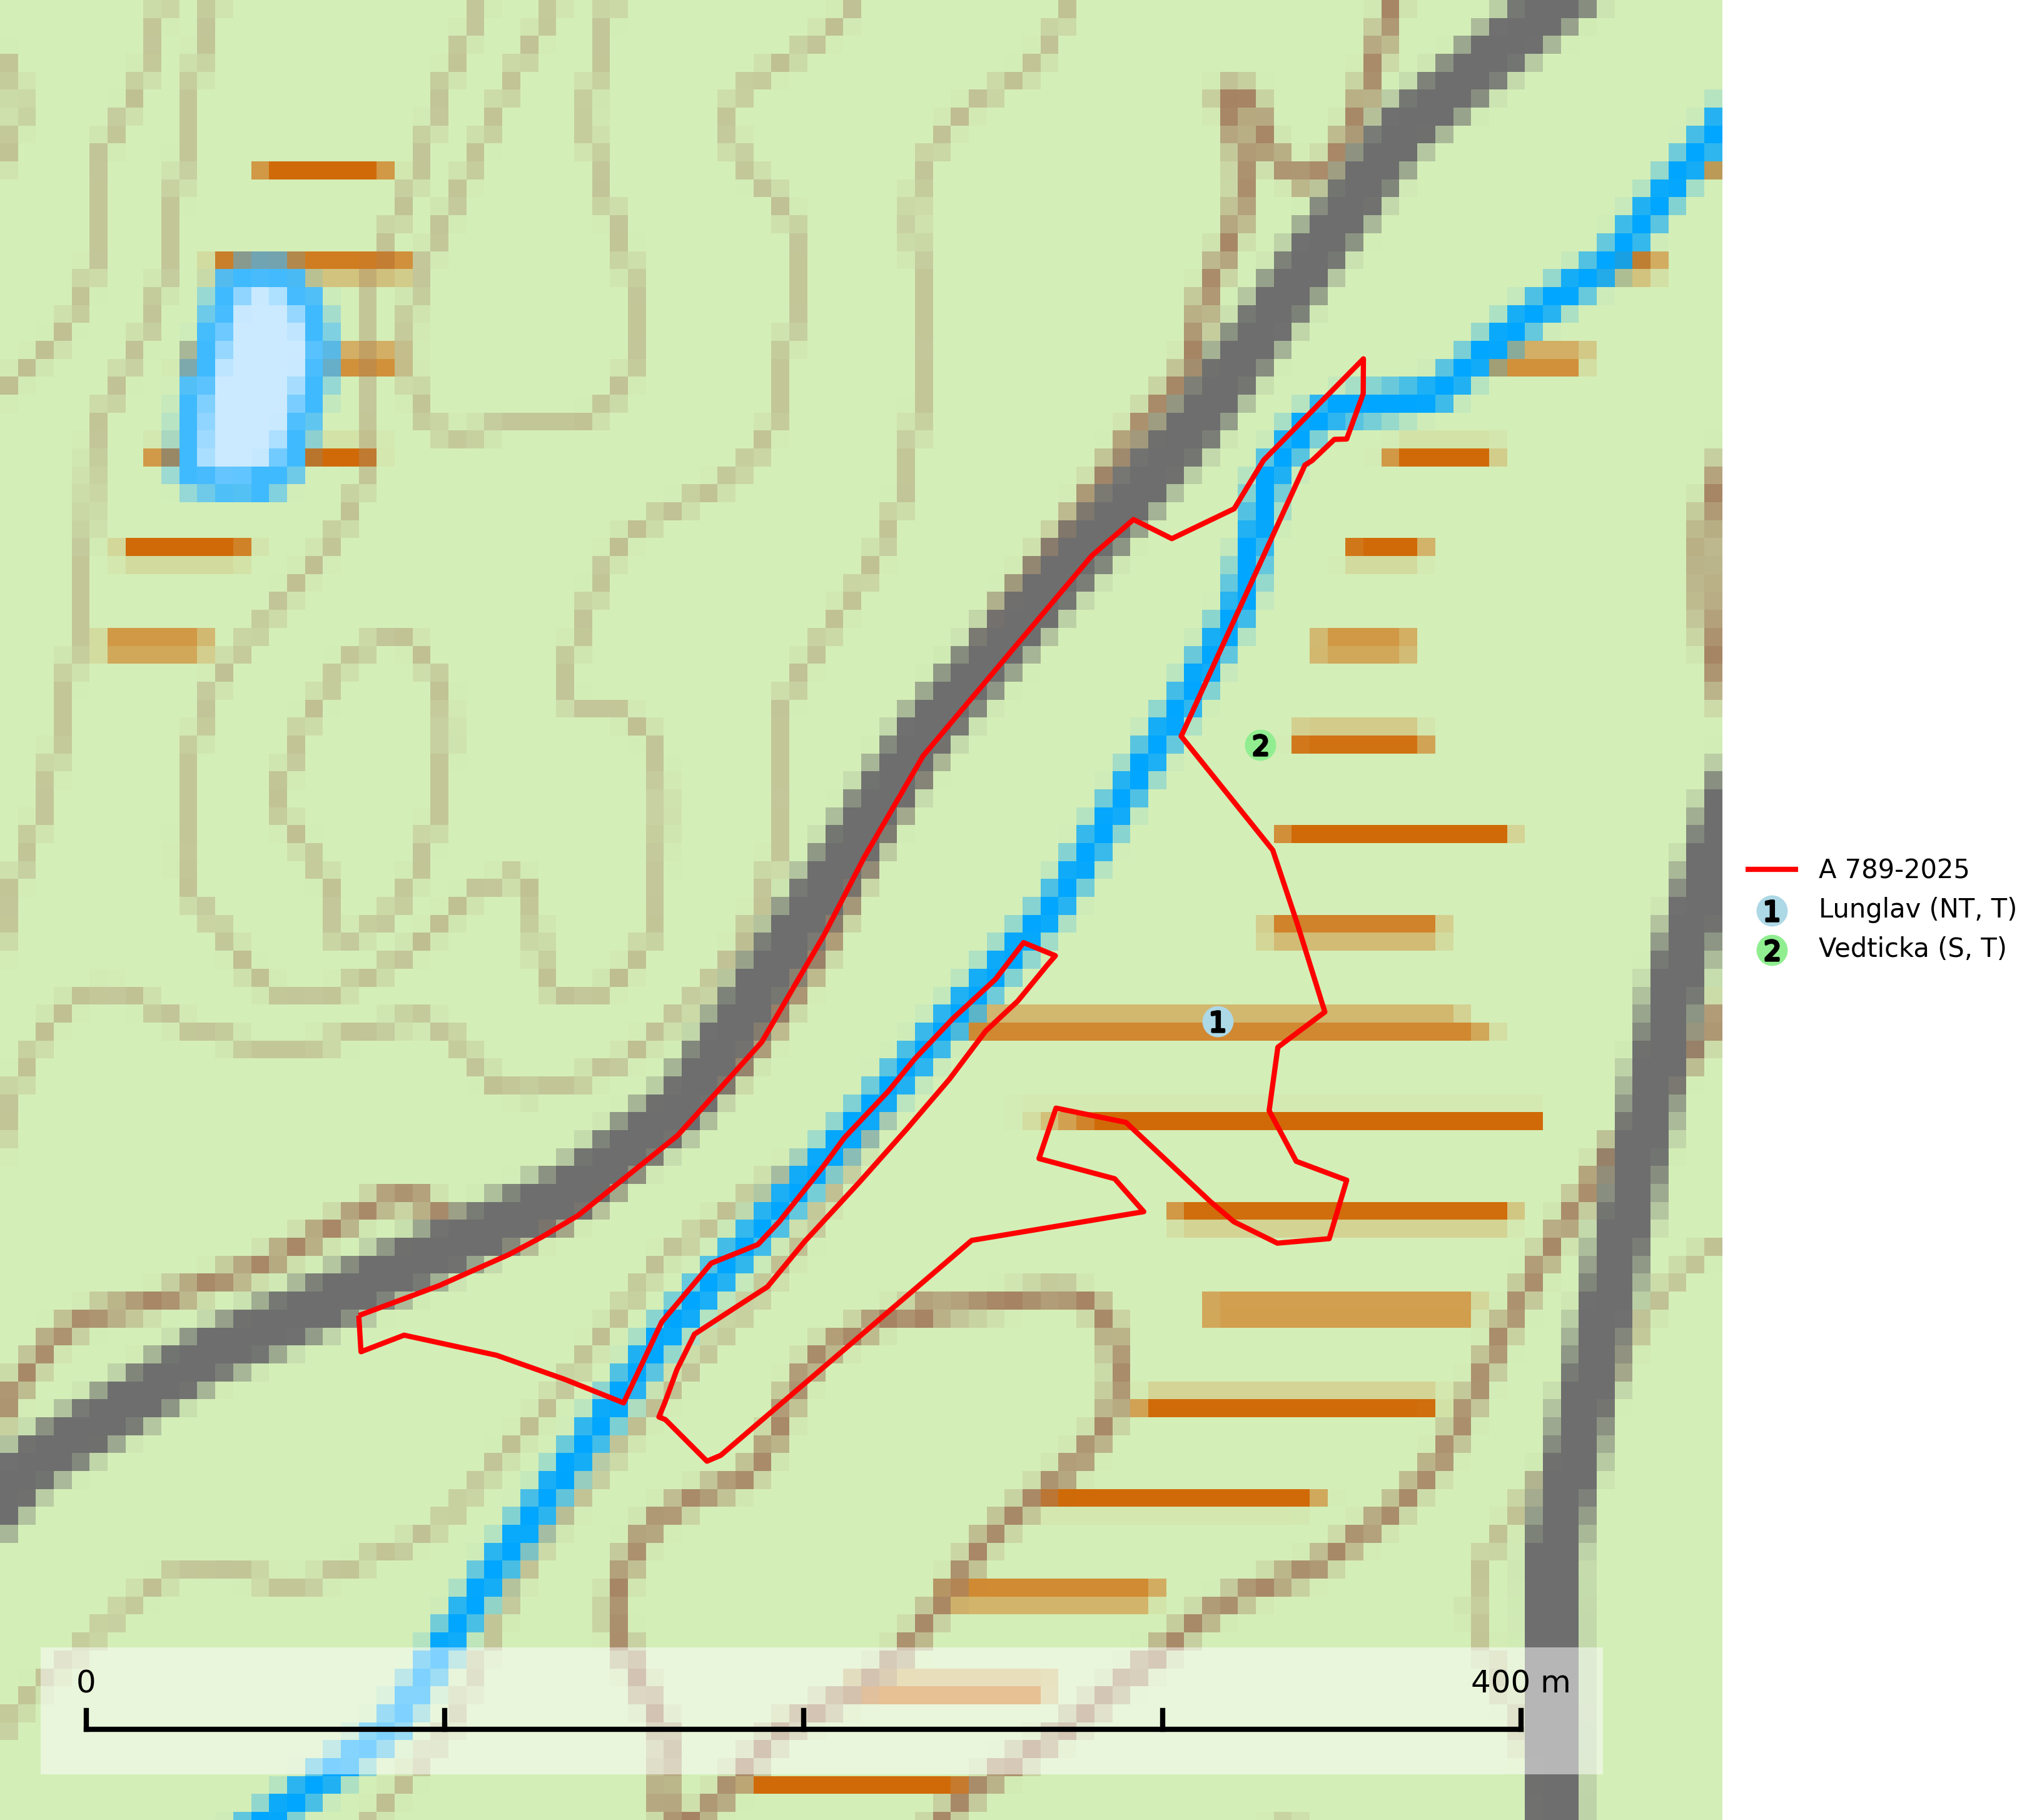 2
1
A 789-2025
1 Lunglav (NT, T)
2 Vedticka (S, T)
0 400 m